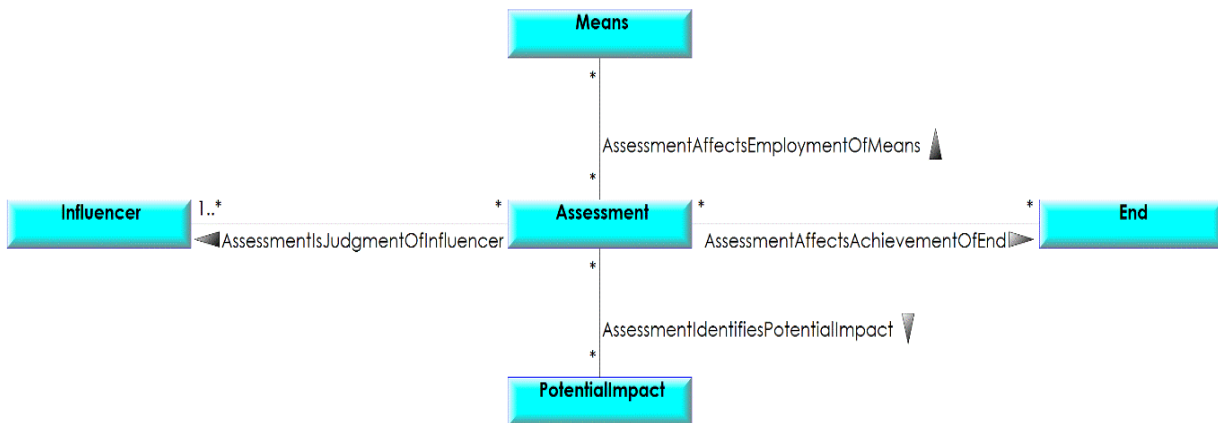 Means
*
AssessmentAffectsEmploymentOfMeans
*
Influencer 1..* * Assessment * * End
AssessmentIsJudgmentOfInfluencer AssessmentAffectsAchievementOfEnd
*
AssessmentIdentifiesPotentialImpact
*
PotentialImpact